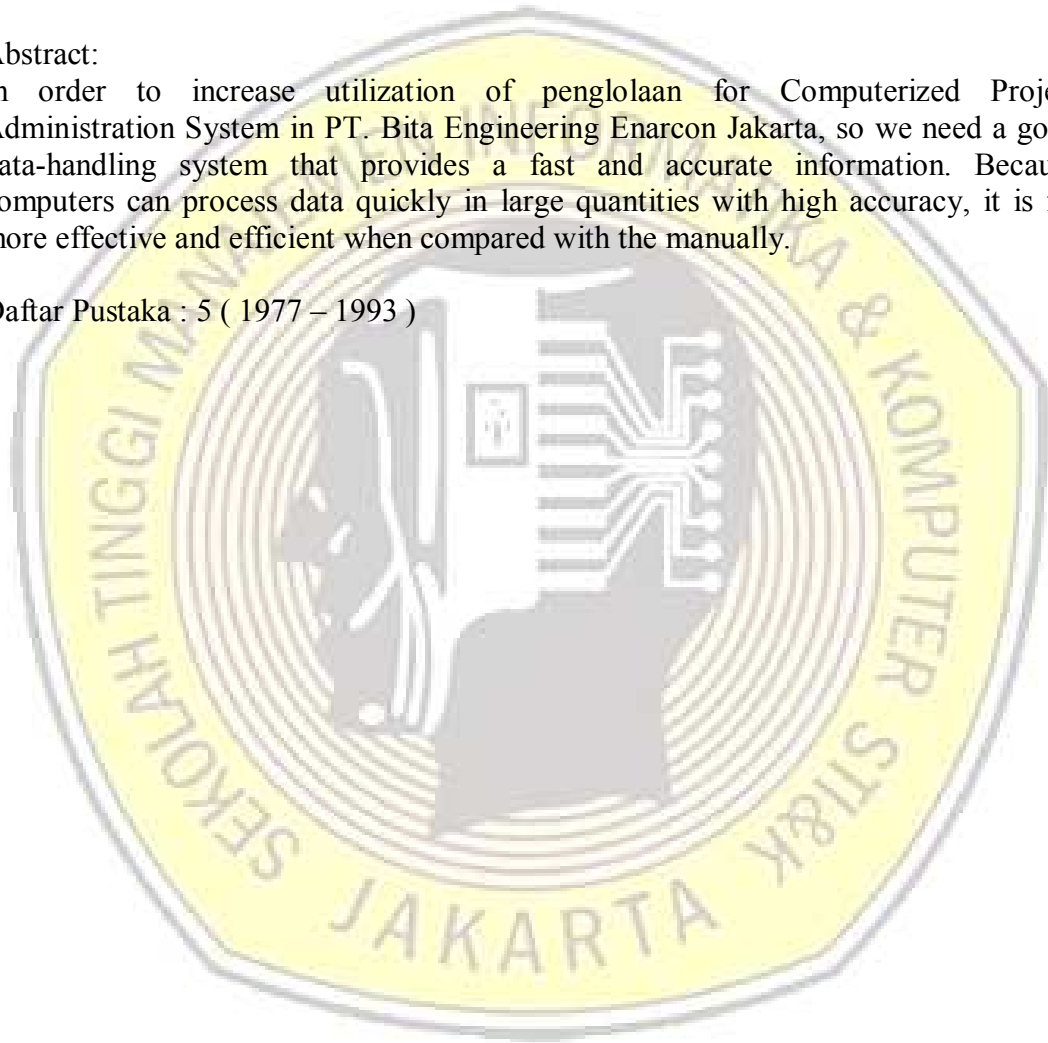 Abstract:
n order to increase utilization of penglolaan for Computerized Proje
Administration System in PT. Bita Engineering Enarcon Jakarta, so we need a go
ata-handling system that provides a fast and accurate information. Becau
omputers can process data quickly in large quantities with high accuracy, it is
more effective and efficient when compared with the manually.
Daftar Pustaka : 5 ( 1977 – 1993 )
SEKOLAH TINGGI MANAJEMEN INFORMATIKA & KOMPUTER STI&K
JAKARTA